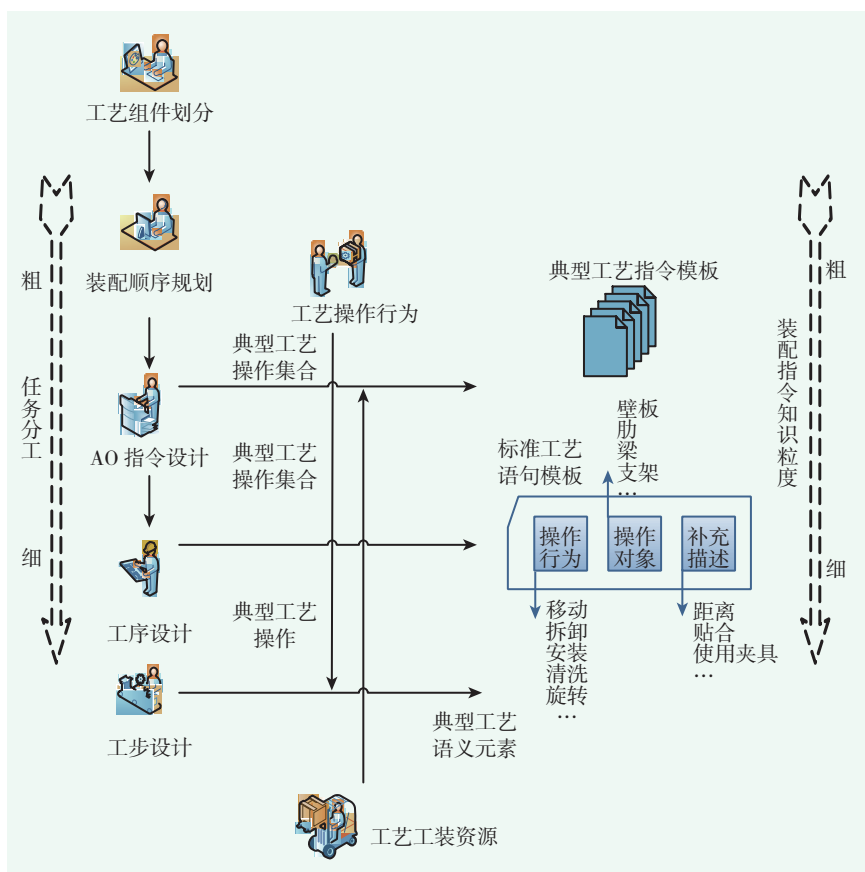 工艺组件划分
粗
装配顺序规划
任务分工
AO 指令设计
细
工序设计
工步设计
工艺操作行为
典型工艺
操作集合
典型工艺
操作集合
典型工艺
操作
典型工艺
语义元素
工艺工装资源
典型工艺指令模板
标准工艺
语句模板
壁板
肋
梁
支架
…
操作
行为
操作
对象
补充
描述
移动
拆卸
安装
清洗
旋转
…
距离
贴合
使用夹具
…
粗
装配指令知识粒度
细